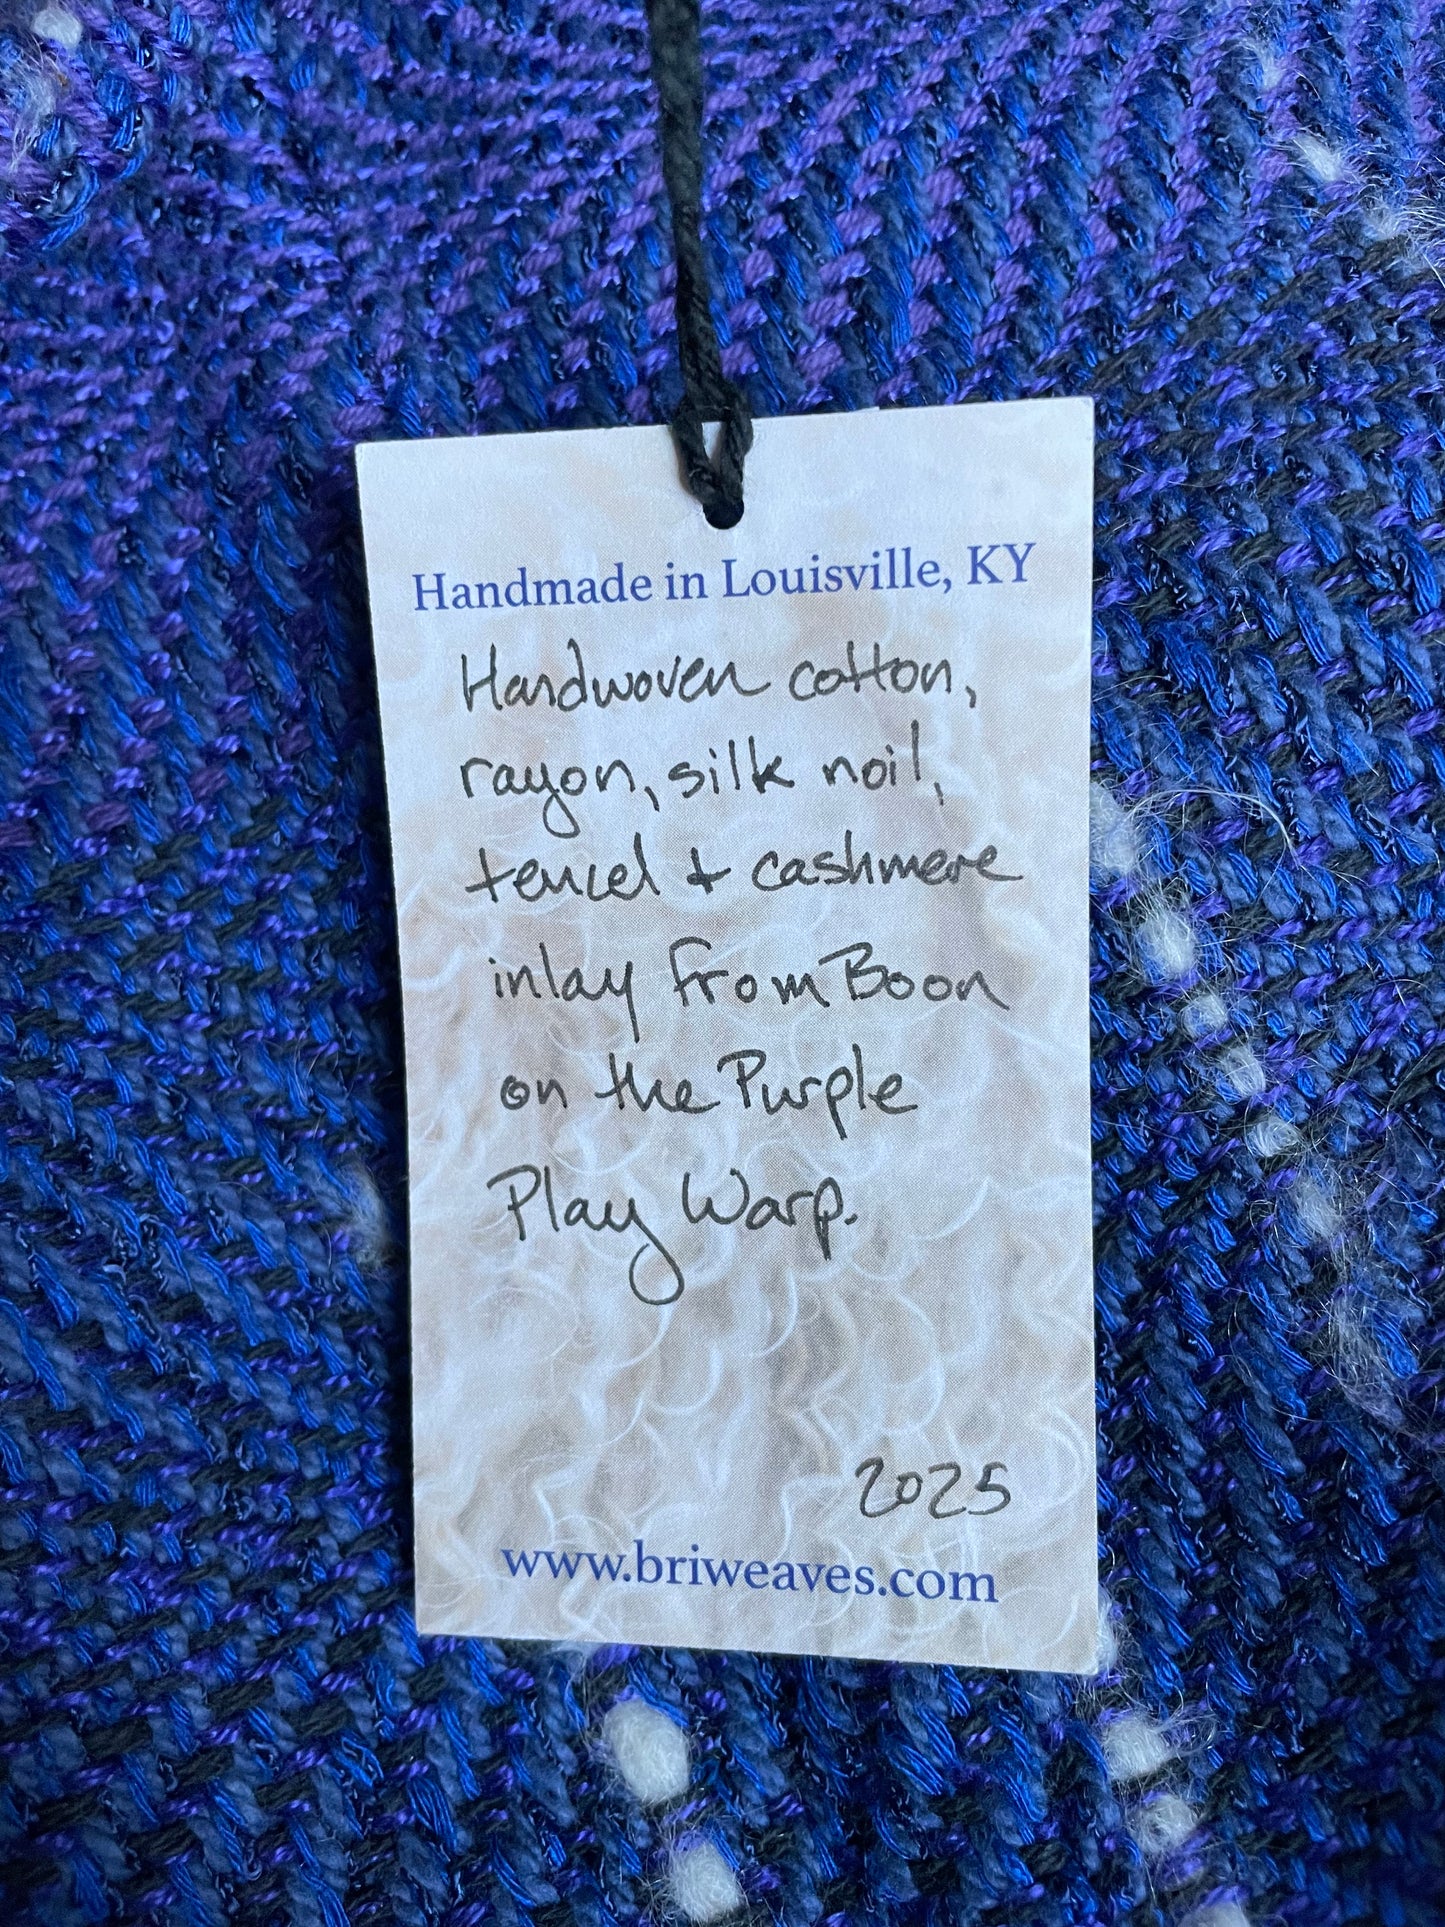 Handmade in Louisville, KY
Handwoven cotton,
rayon, silk noil,
tencel + cashmere
inlay from Boon
on the Purple
Play Warp.
2025
www.briweaves.com